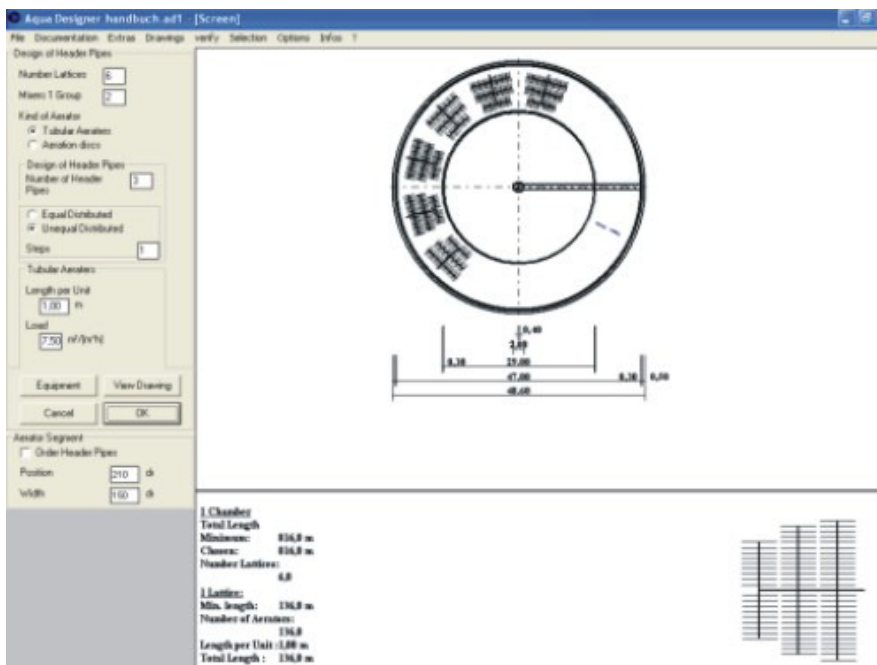 Aqua Designer handbuch.ad1 - [Screen]
File Documentation Extras Drawings verify Selection Options Infos ?
Design of Header Pipes
Number Lattices 6
Mixers 1 Group 2
Kind of Aerator
Tubular Aerators
Aeration discs
Design of Header Pipes
Number of Header Pipes 3
Equal Distributed
Unequal Distributed
Steps 1
Tubular Aerators
Length per Unit
1,00 m
Load
7,50 m³/[m*h]
Equipment View Drawing
Cancel OK
Aerator Segment
Order Header Pipes
Position 210
Width 150
0,40
2,00
0,30 29,00
47,00 0,30 0,50
48,60
1 Chamber
Total Length
Minimum: 816,0 m
Chosen: 816,0 m
Number Lattices:
6,0
1 Lattice:
Min. length: 136,0 m
Number of Aerators:
136,0
Length per Unit :1,00 m
Total Length : 136,0 m